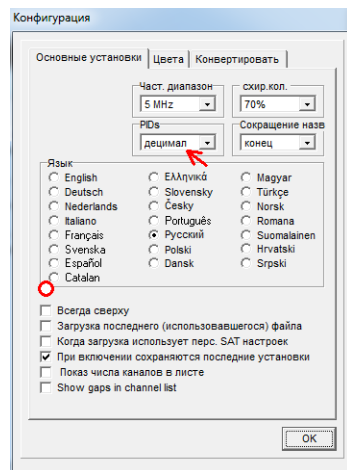 Конфигурация
Основные установки Цвета Конвертировать
Част. диапазон схир.кол.
5 MHz 70%
PIDs Сокращение назв
децимал конец
Язык
English Ελληνικά Magyar
Deutsch Slovensky Türkçe
Nederlands Česky Norsk
Italiano Português Romana
Français Русский Suomalainen
Svenska Polski Hrvatski
Español Dansk Srpski
Catalan
Всегда сверху
Загрузка последнего (использовавшегося) файла
Когда загрузка использует перс. SAT настроек
При включении сохраняются последние установки
Показ числа каналов в листе
Show gaps in channel list
OK